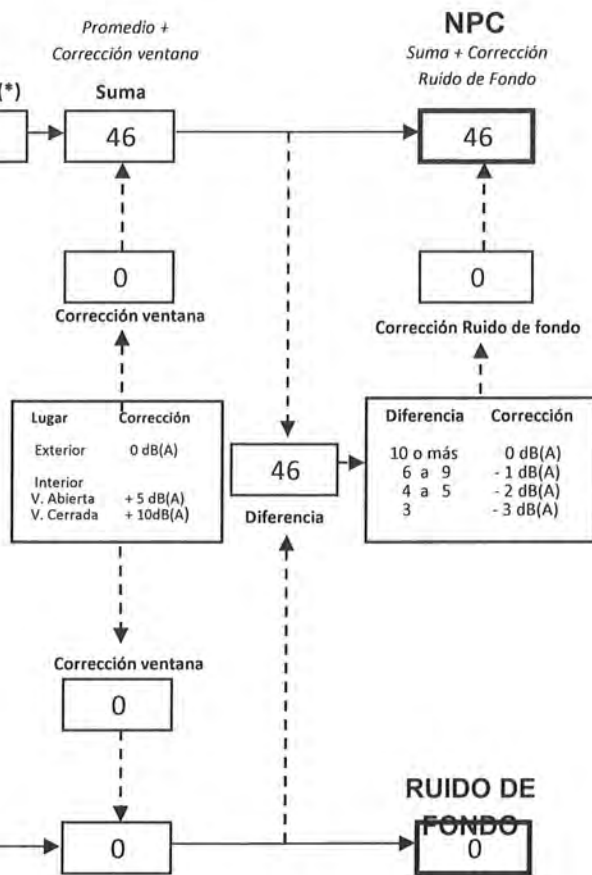 Promedio +
Corrección ventana
NPC
Suma + Corrección
Ruido de Fondo
(*)
Suma
46
46
0
0
Corrección ventana
Corrección Ruido de fondo
Lugar Corrección
Exterior 0 dB(A)
Interior
V. Abierta + 5 dB(A)
V. Cerrada + 10dB(A)
46
Diferencia
Diferencia Corrección
10 o más 0 dB(A)
6 a 9 - 1 dB(A)
4 a 5 - 2 dB(A)
3 - 3 dB(A)
Corrección ventana
0
RUIDO DE
FONDO
0
0